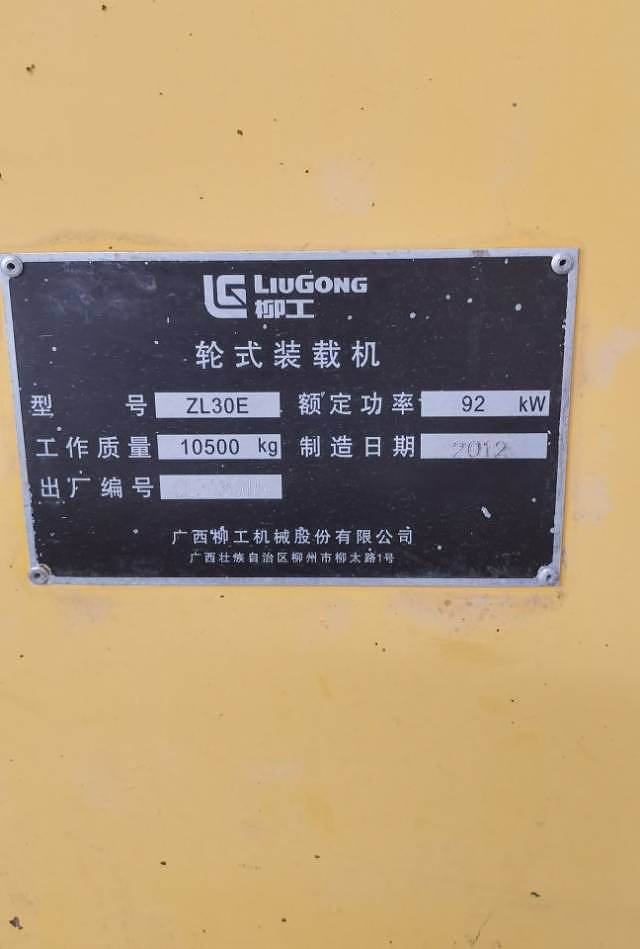 LIUGONG
柳工
轮式装载机
型 号 ZL30E 额定功率 92 kW
工作质量 10500 kg 制造日期 2012
出厂编号
广西柳工机械股份有限公司
广西壮族自治区柳州市柳太路1号